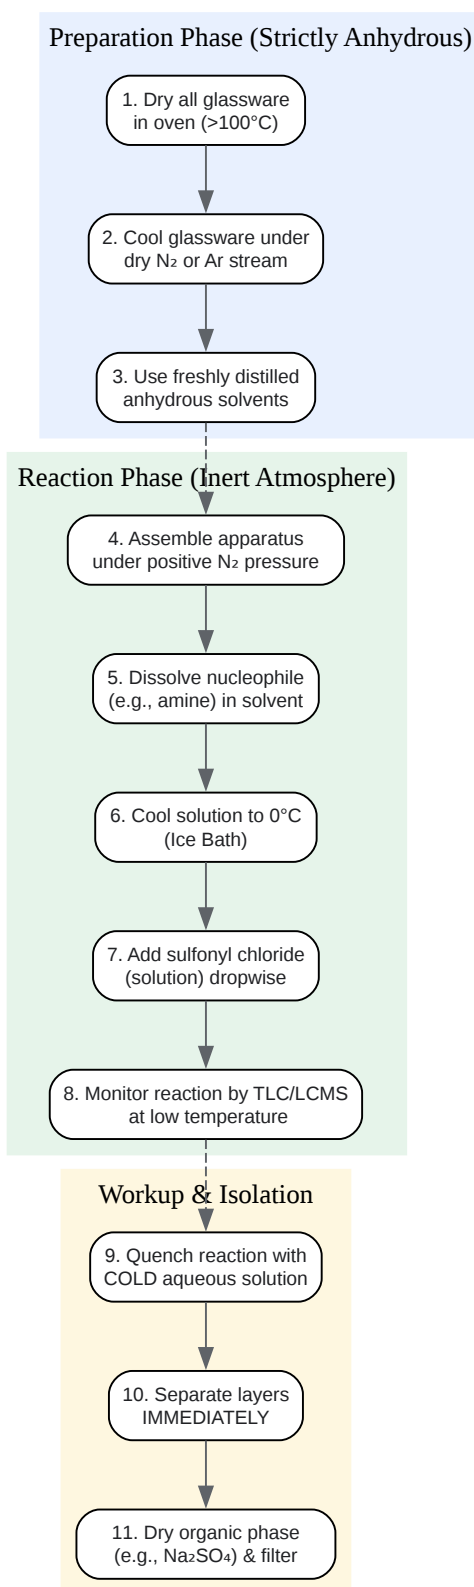 Preparation Phase (Strictly Anhydrous)
1. Dry all glassware
in oven (>100°C)
2. Cool glassware under
dry N₂ or Ar stream
3. Use freshly distilled
anhydrous solvents
Reaction Phase (Inert Atmosphere)
4. Assemble apparatus
under positive N₂ pressure
5. Dissolve nucleophile
(e.g., amine) in solvent
6. Cool solution to 0°C
(Ice Bath)
7. Add sulfonyl chloride
(solution) dropwise
8. Monitor reaction by TLC/LCMS
at low temperature
Workup & Isolation
9. Quench reaction with
COLD aqueous solution
10. Separate layers
IMMEDIATELY
11. Dry organic phase
(e.g., Na₂SO₄) & filter